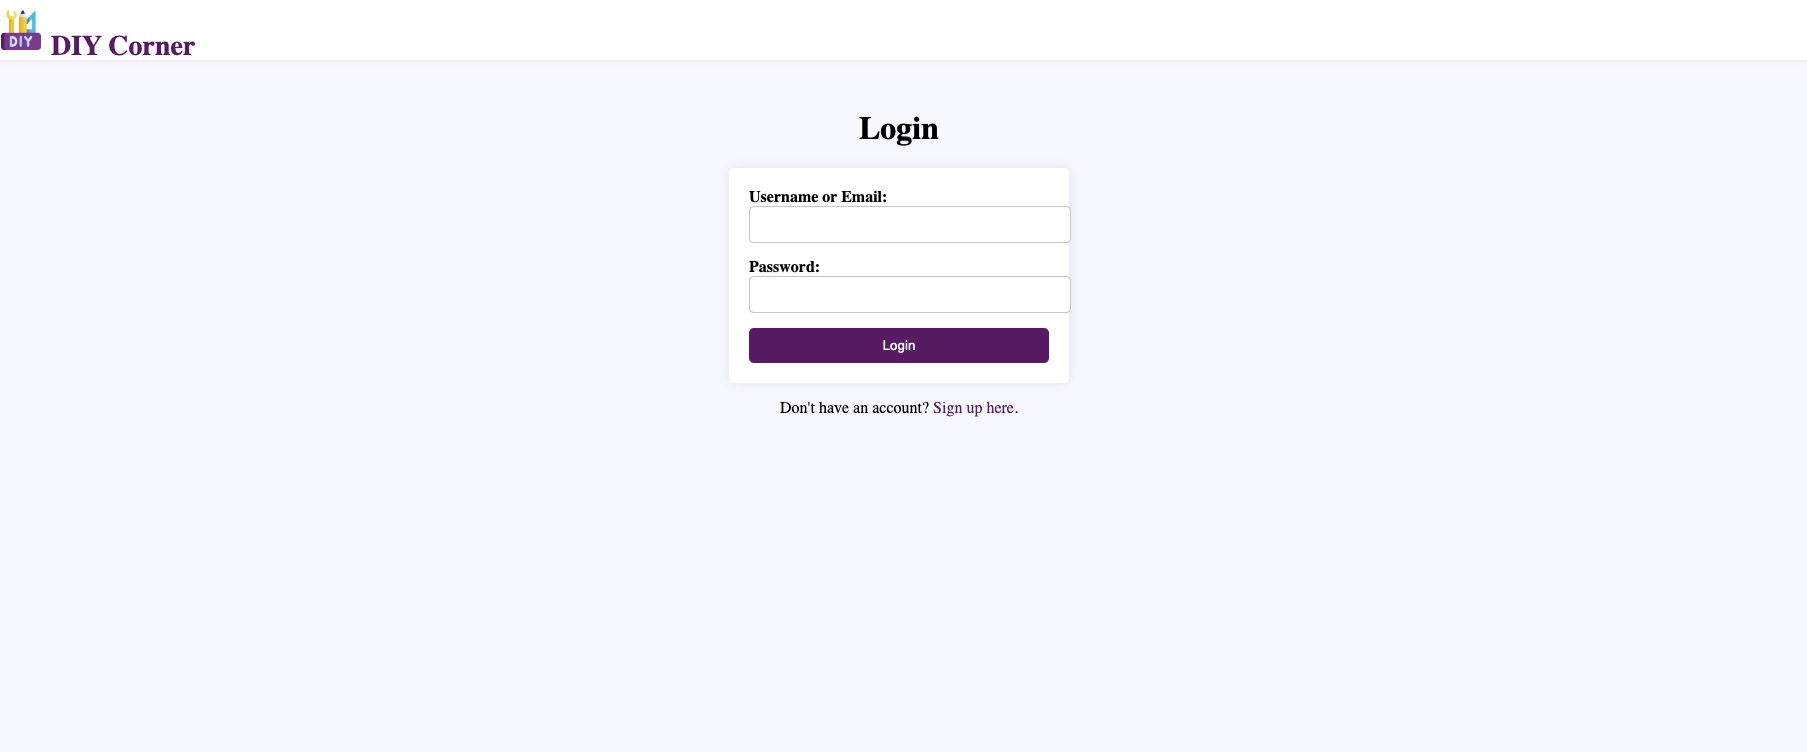 DIY
DIY Corner
Login
Username or Email:
Password:
Login
Don't have an account? Sign up here.